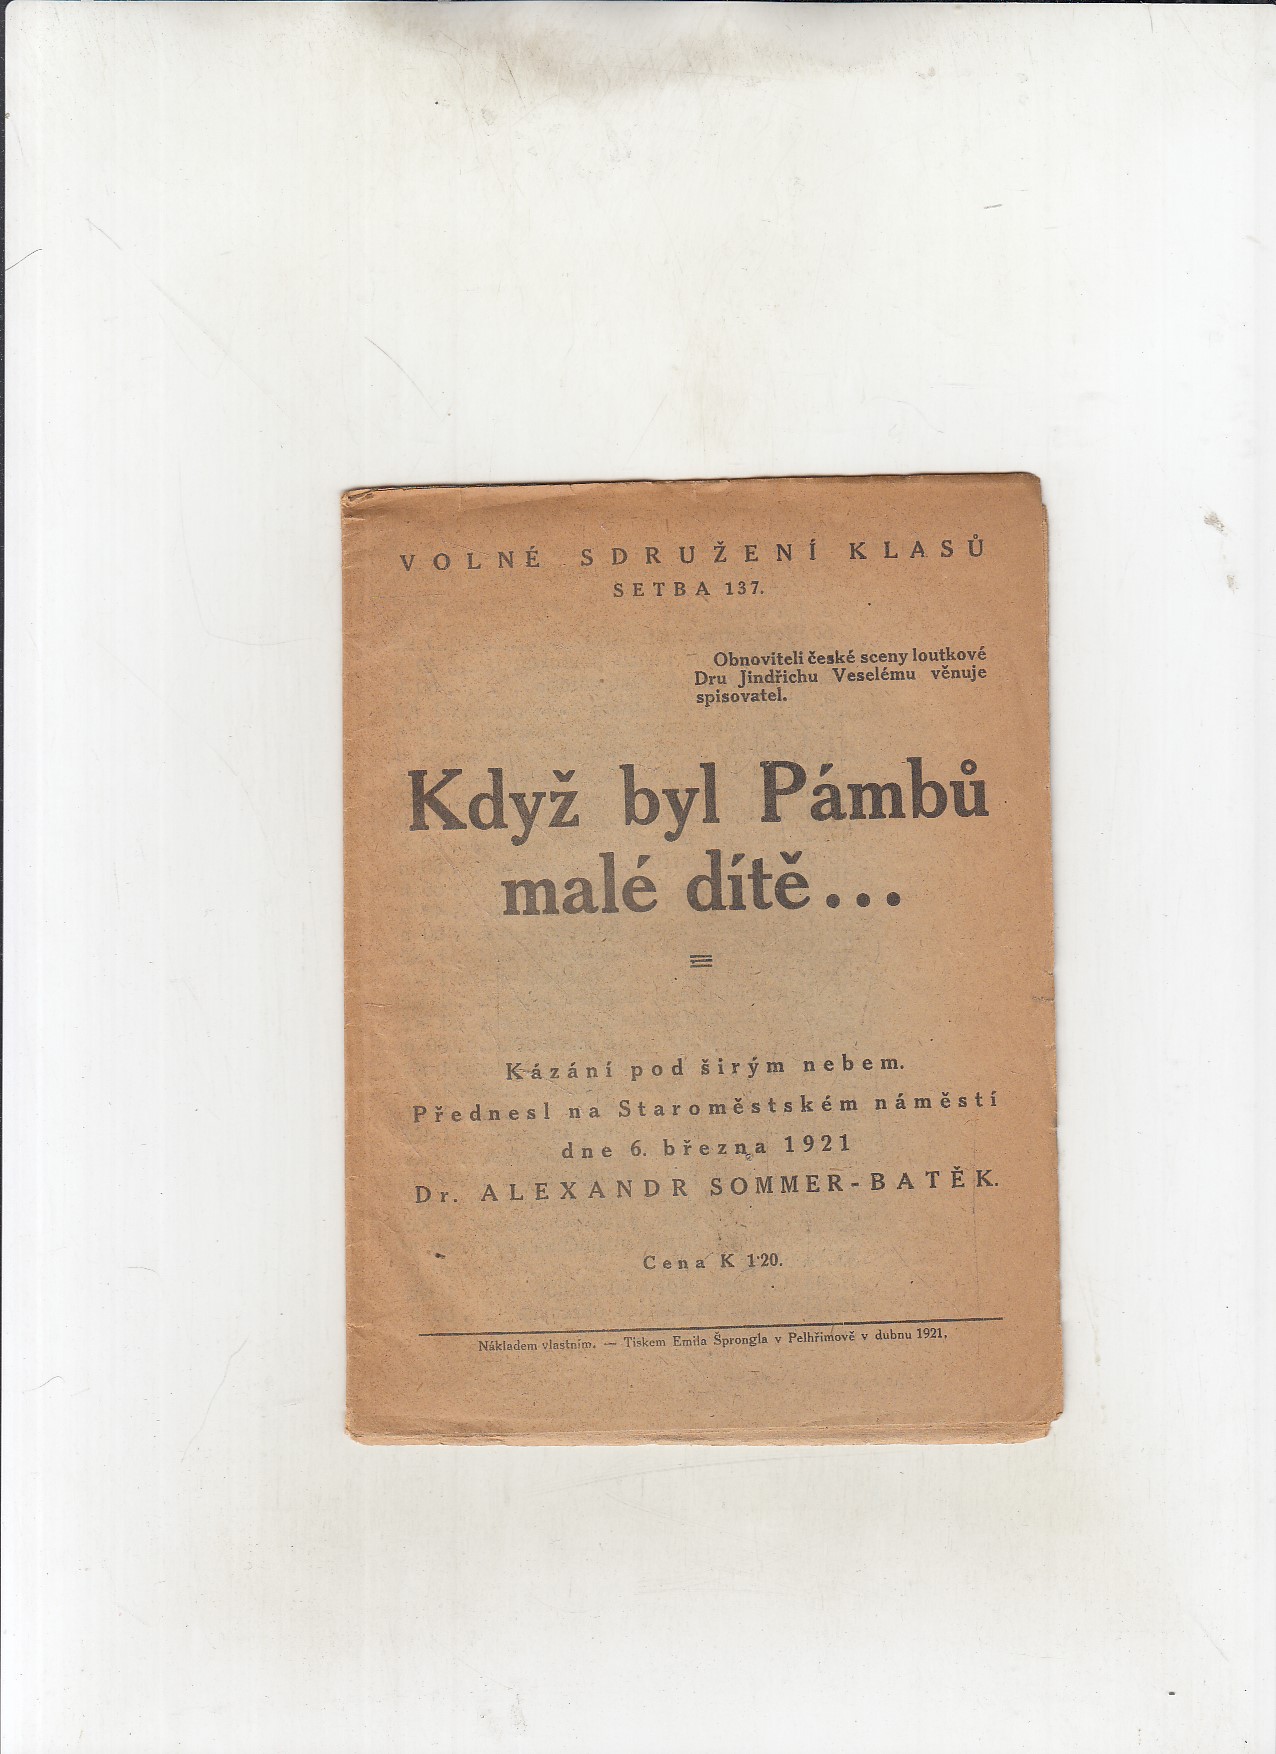 VOLNÉ SDRUŽENÍ KLASŮ
SETBA 137.
Obnoviteli české sceny loutkové
Dru Jindřichu Veselému věnuje
spisovatel.
Když byl Pámbů
malé dítě...
Kázání pod širým nebem.
Přednesl na Staroměstském náměstí
dne 6. března 1921
Dr. ALEXANDR SOMMER-BATĚK.
Cena K 1·20.
Nákladem vlastním. — Tiskem Emila Šprongla v Pelhřimově v dubnu 1921.